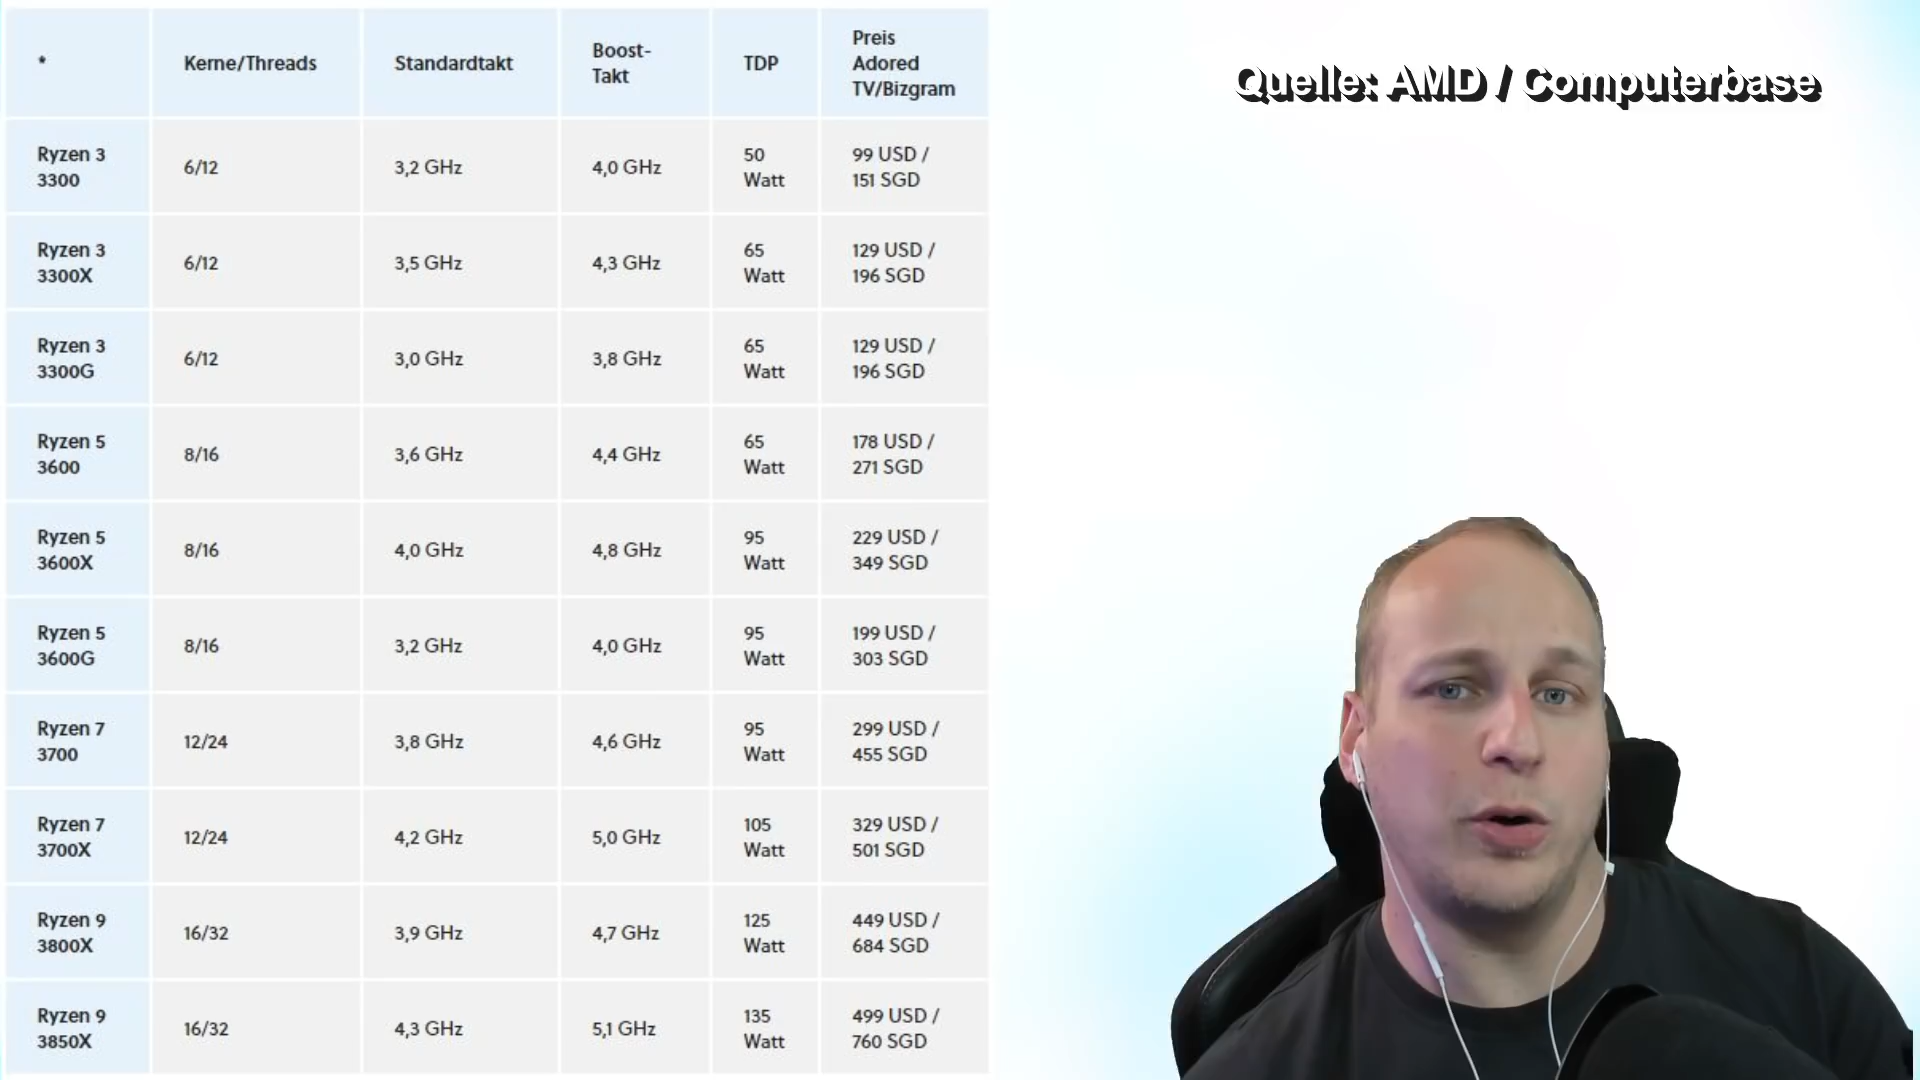 * Kerne/Threads Standardtakt Boost-Takt TDP Preis Adored TV/Bizgram
Ryzen 3 3300 6/12 3,2 GHz 4,0 GHz 50 Watt 99 USD / 151 SGD
Ryzen 3 3300X 6/12 3,5 GHz 4,3 GHz 65 Watt 129 USD / 196 SGD
Ryzen 3 3300G 6/12 3,0 GHz 3,8 GHz 65 Watt 129 USD / 196 SGD
Ryzen 5 3600 8/16 3,6 GHz 4,4 GHz 65 Watt 178 USD / 271 SGD
Ryzen 5 3600X 8/16 4,0 GHz 4,8 GHz 95 Watt 229 USD / 349 SGD
Ryzen 5 3600G 8/16 3,2 GHz 4,0 GHz 95 Watt 199 USD / 303 SGD
Ryzen 7 3700 12/24 3,8 GHz 4,6 GHz 95 Watt 299 USD / 455 SGD
Ryzen 7 3700X 12/24 4,2 GHz 5,0 GHz 105 Watt 329 USD / 501 SGD
Ryzen 9 3800X 16/32 3,9 GHz 4,7 GHz 125 Watt 449 USD / 684 SGD
Ryzen 9 3850X 16/32 4,3 GHz 5,1 GHz 135 Watt 499 USD / 760 SGD
Quelle: AMD / Computerbase